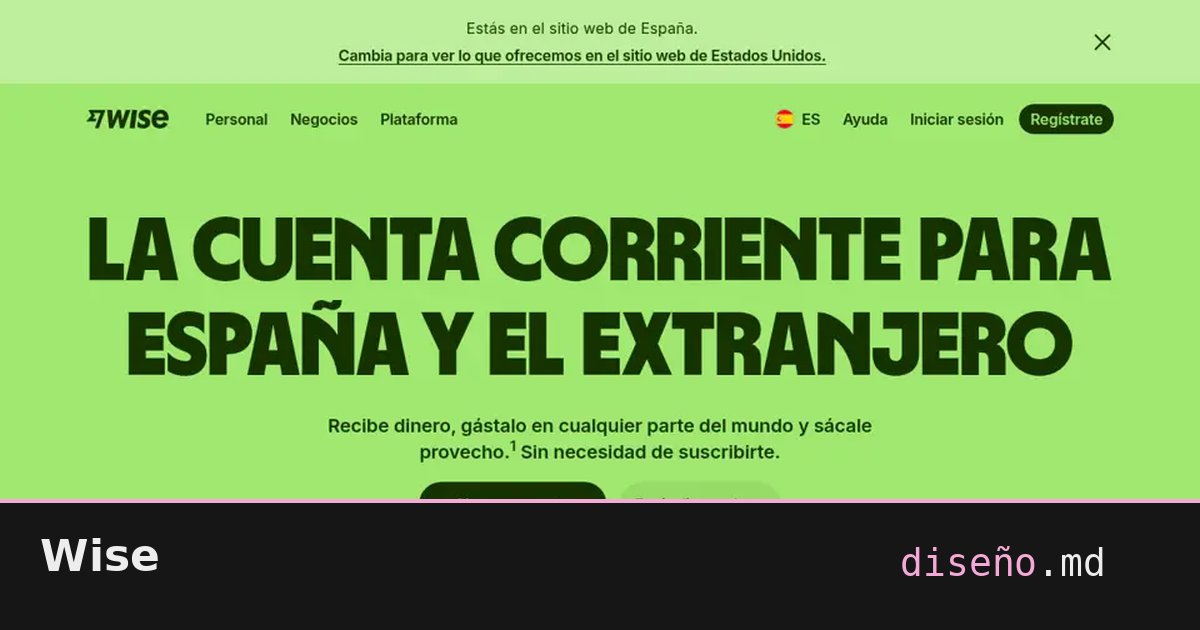 Estás en el sitio web de España.
Cambia para ver lo que ofrecemos en el sitio web de Estados Unidos.
WISE Personal Negocios Plataforma ES Ayuda Iniciar sesión Regístrate
LA CUENTA CORRIENTE PARA
ESPAÑA Y EL EXTRANJERO
Recibe dinero, gástalo en cualquier parte del mundo y sácale
provecho.¹ Sin necesidad de suscribirte.
Wise diseño.md